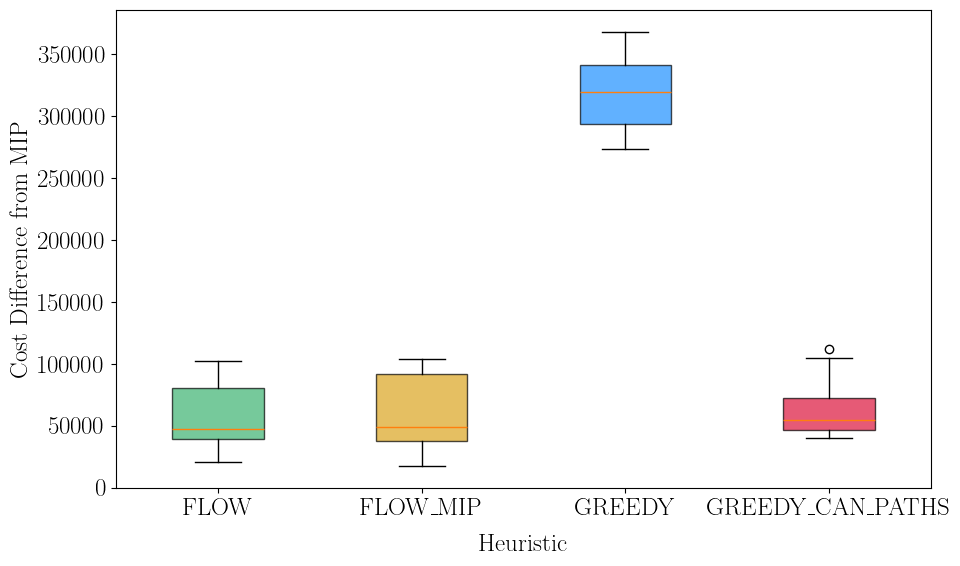 Cost Difference from MIP
350000
300000
250000
200000
150000
100000
50000
0
FLOW FLOW_MIP GREEDY GREEDY_CAN_PATHS
Heuristic